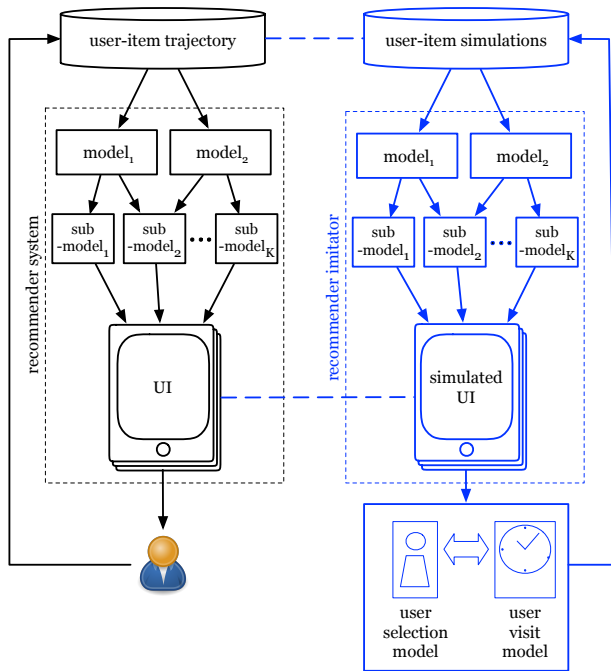 user-item trajectory
user-item simulations
recommender system
model1
model2
sub
-model1
sub
-model2
...
sub
-modelK
UI
recommender imitator
model1
model2
sub
-model1
sub
-model2
...
sub
-modelK
simulated
UI
user
selection
model
user
visit
model